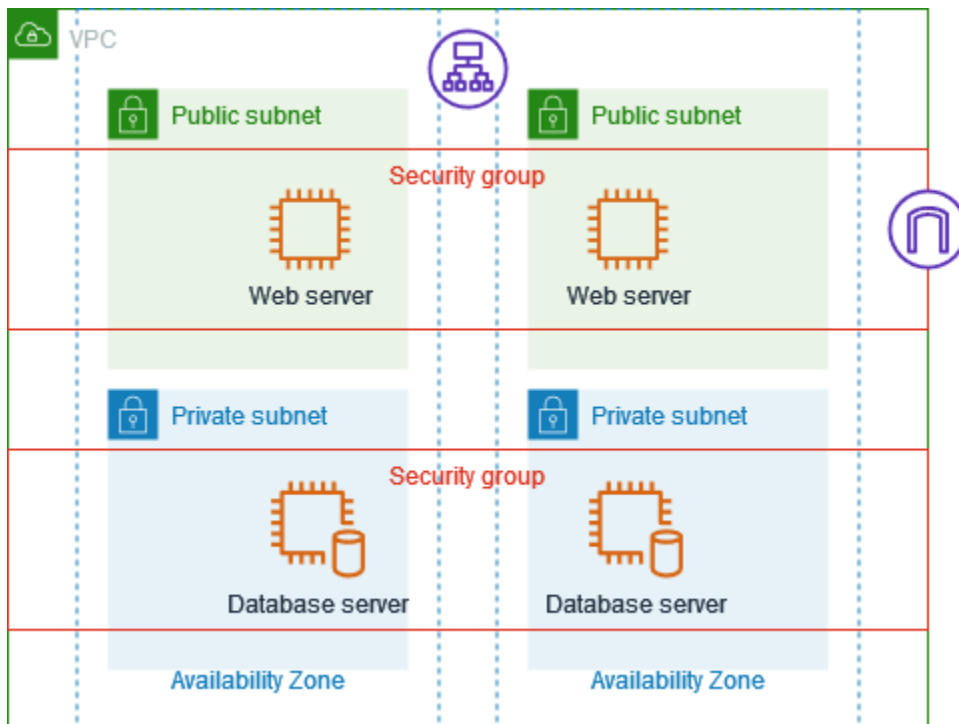 VPC
Public subnet
Public subnet
Security group
Web server
Web server
Private subnet
Private subnet
Security group
Database server
Database server
Availability Zone
Availability Zone